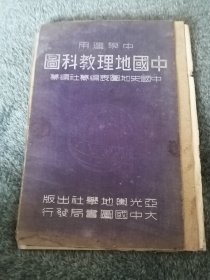 中學適用
中國地理教科圖
中國史地圖表編纂社編纂
亞光輿地學社出版
大中國圖書局發行